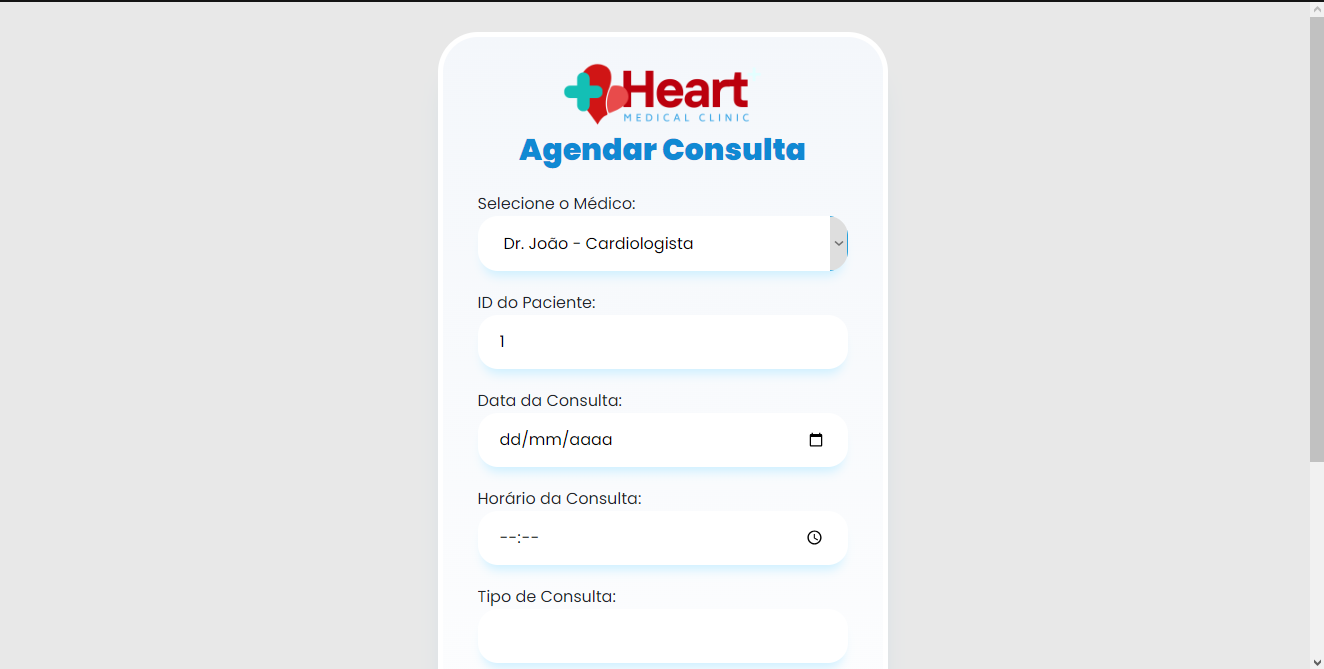 Heart
MEDICAL CLINIC
Agendar Consulta
Selecione o Médico:
Dr. João - Cardiologista
ID do Paciente:
1
Data da Consulta:
dd/mm/aaaa
Horário da Consulta:
--:--
Tipo de Consulta: